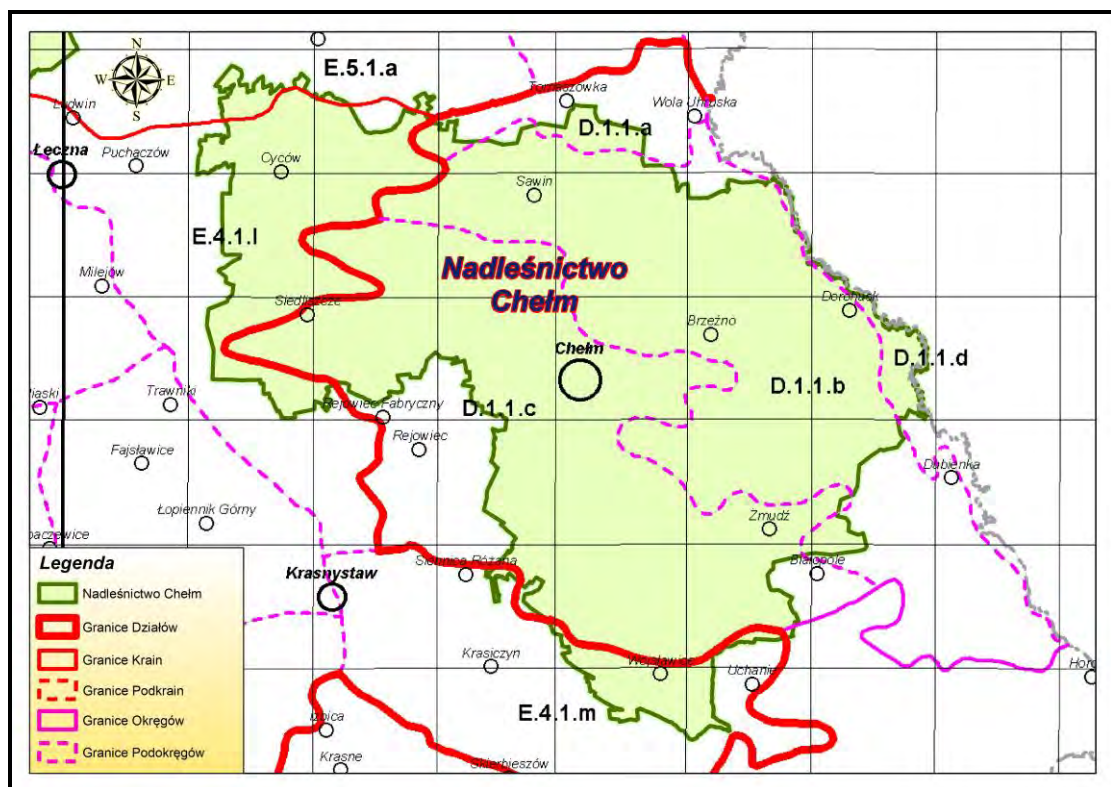 N
W E
S
E.5.1.a
Tomaszówka
Wola Uhruska
Ludwin
Łęczna
Puchaczów
Cyców
D.1.1.a
Sawin
E.4.1.l
Milejów
Nadleśnictwo
Chełm
Siedliszcze
Dorohusk
Brzeźno
Chełm
D.1.1.d
D.1.1.b
Piaski
Trawniki
D.1.1.c
Rejowiec Fabryczny
Rejowiec
Fajsławice
Dubienka
Łopiennik Górny
Żmudź
Białopole
Krasnystaw
Siennica Różana
Krasiczyn
Wojsławice
Uchanie
E.4.1.m
Izbica
Krasne
Skierbieszów
Legenda
Nadleśnictwo Chełm
Granice Działów
Granice Krain
Granice Podkrain
Granice Okręgów
Granice Podokręgów